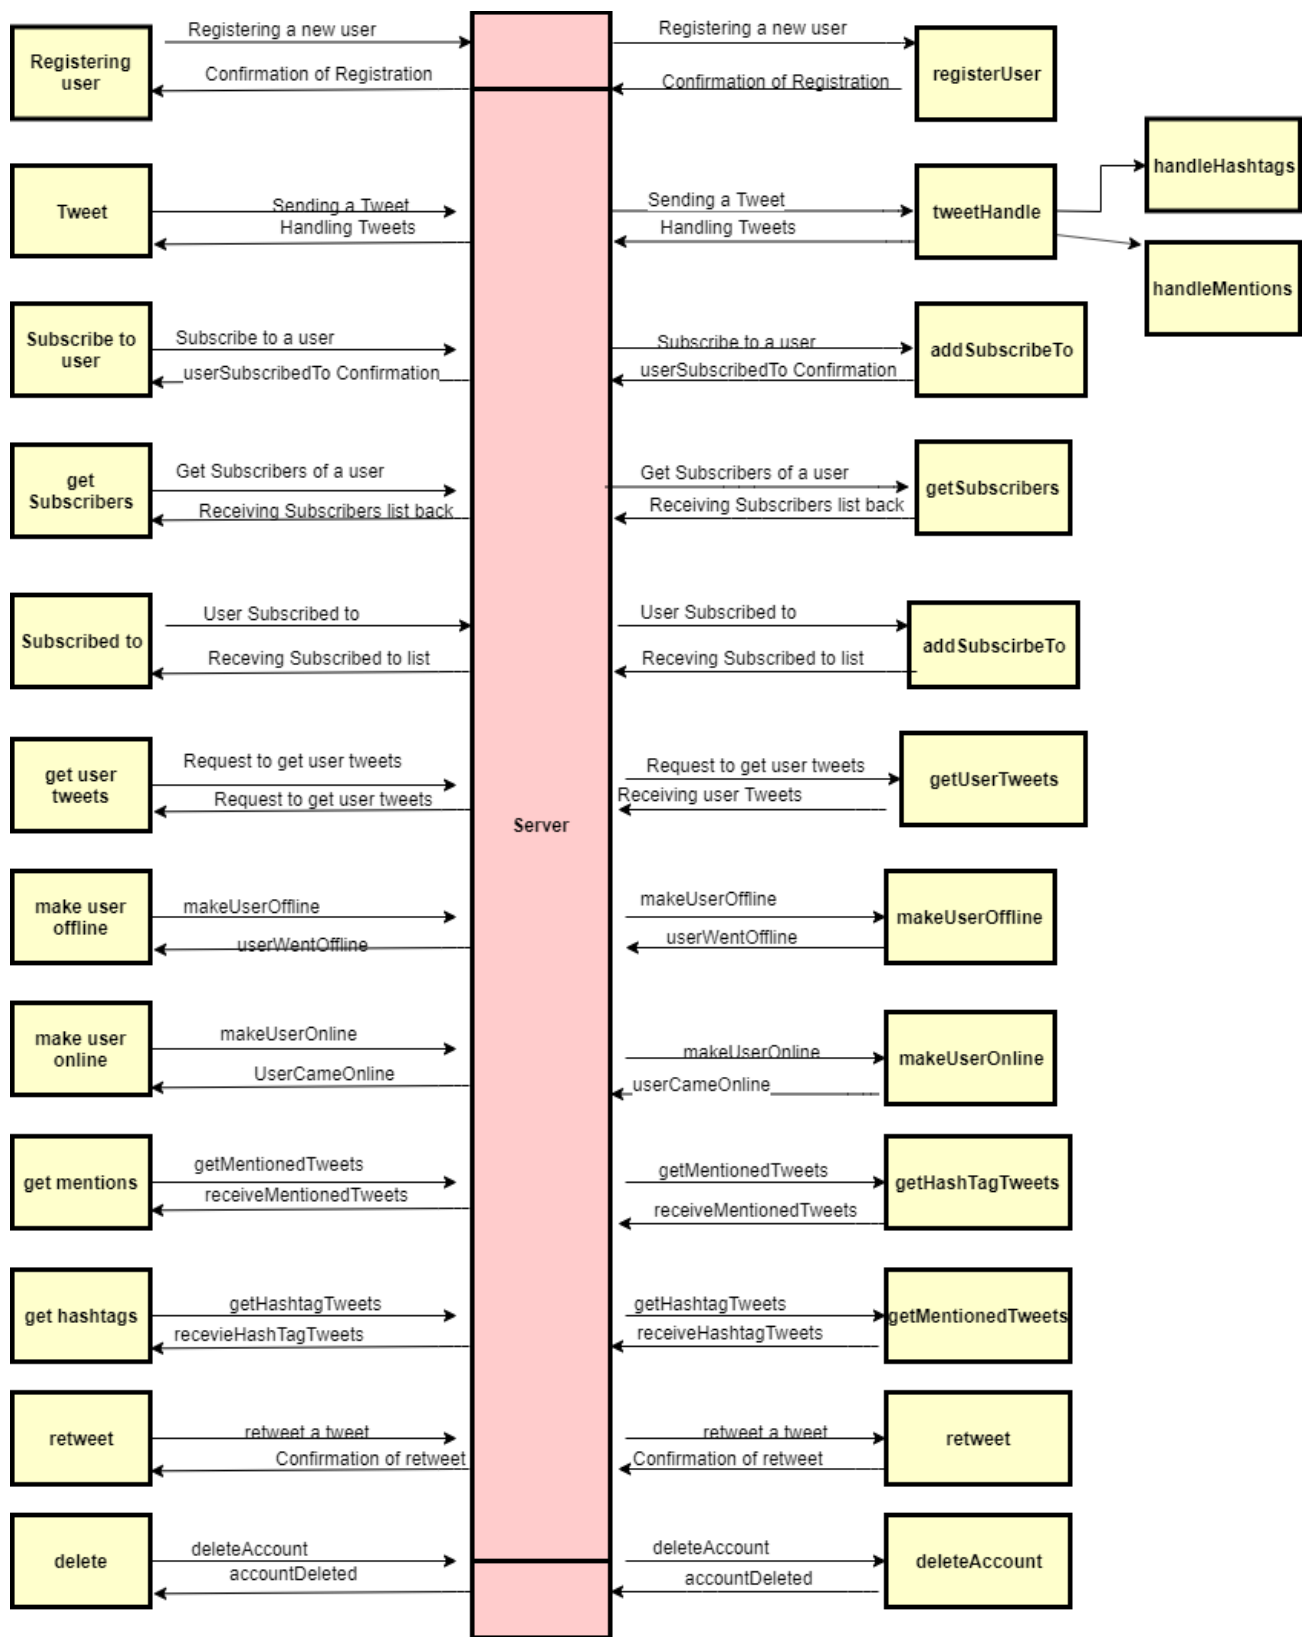 Registering a new user
Registering a new user
Registering
user
Confirmation of Registration
Confirmation of Registration
registerUser
handleHashtags
Tweet
Sending a Tweet
Handling Tweets
Sending a Tweet
Handling Tweets
tweetHandle
handleMentions
Subscribe to
user
Subscribe to a user
userSubscribedTo Confirmation
Subscribe to a user
userSubscribedTo Confirmation
addSubscribeTo
get
Subscribers
Get Subscribers of a user
Receiving Subscribers list back
Get Subscribers of a user
Receiving Subscribers list back
getSubscribers
Subscribed to
User Subscribed to
Receving Subscribed to list
User Subscribed to
Receving Subscribed to list
addSubscirbeTo
get user
tweets
Request to get user tweets
Request to get user tweets
Request to get user tweets
Receiving user Tweets
getUserTweets
Server
make user
offline
makeUserOffline
userWentOffline
makeUserOffline
userWentOffline
makeUserOffline
make user
online
makeUserOnline
UserCameOnline
makeUserOnline
userCameOnline
makeUserOnline
get mentions
getMentionedTweets
receiveMentionedTweets
getMentionedTweets
receiveMentionedTweets
getHashTagTweets
get hashtags
getHashtagTweets
recevieHashTagTweets
getHashtagTweets
receiveHashtagTweets
getMentionedTweets
retweet
retweet a tweet
Confirmation of retweet
retweet a tweet
Confirmation of retweet
retweet
delete
deleteAccount
accountDeleted
deleteAccount
accountDeleted
deleteAccount